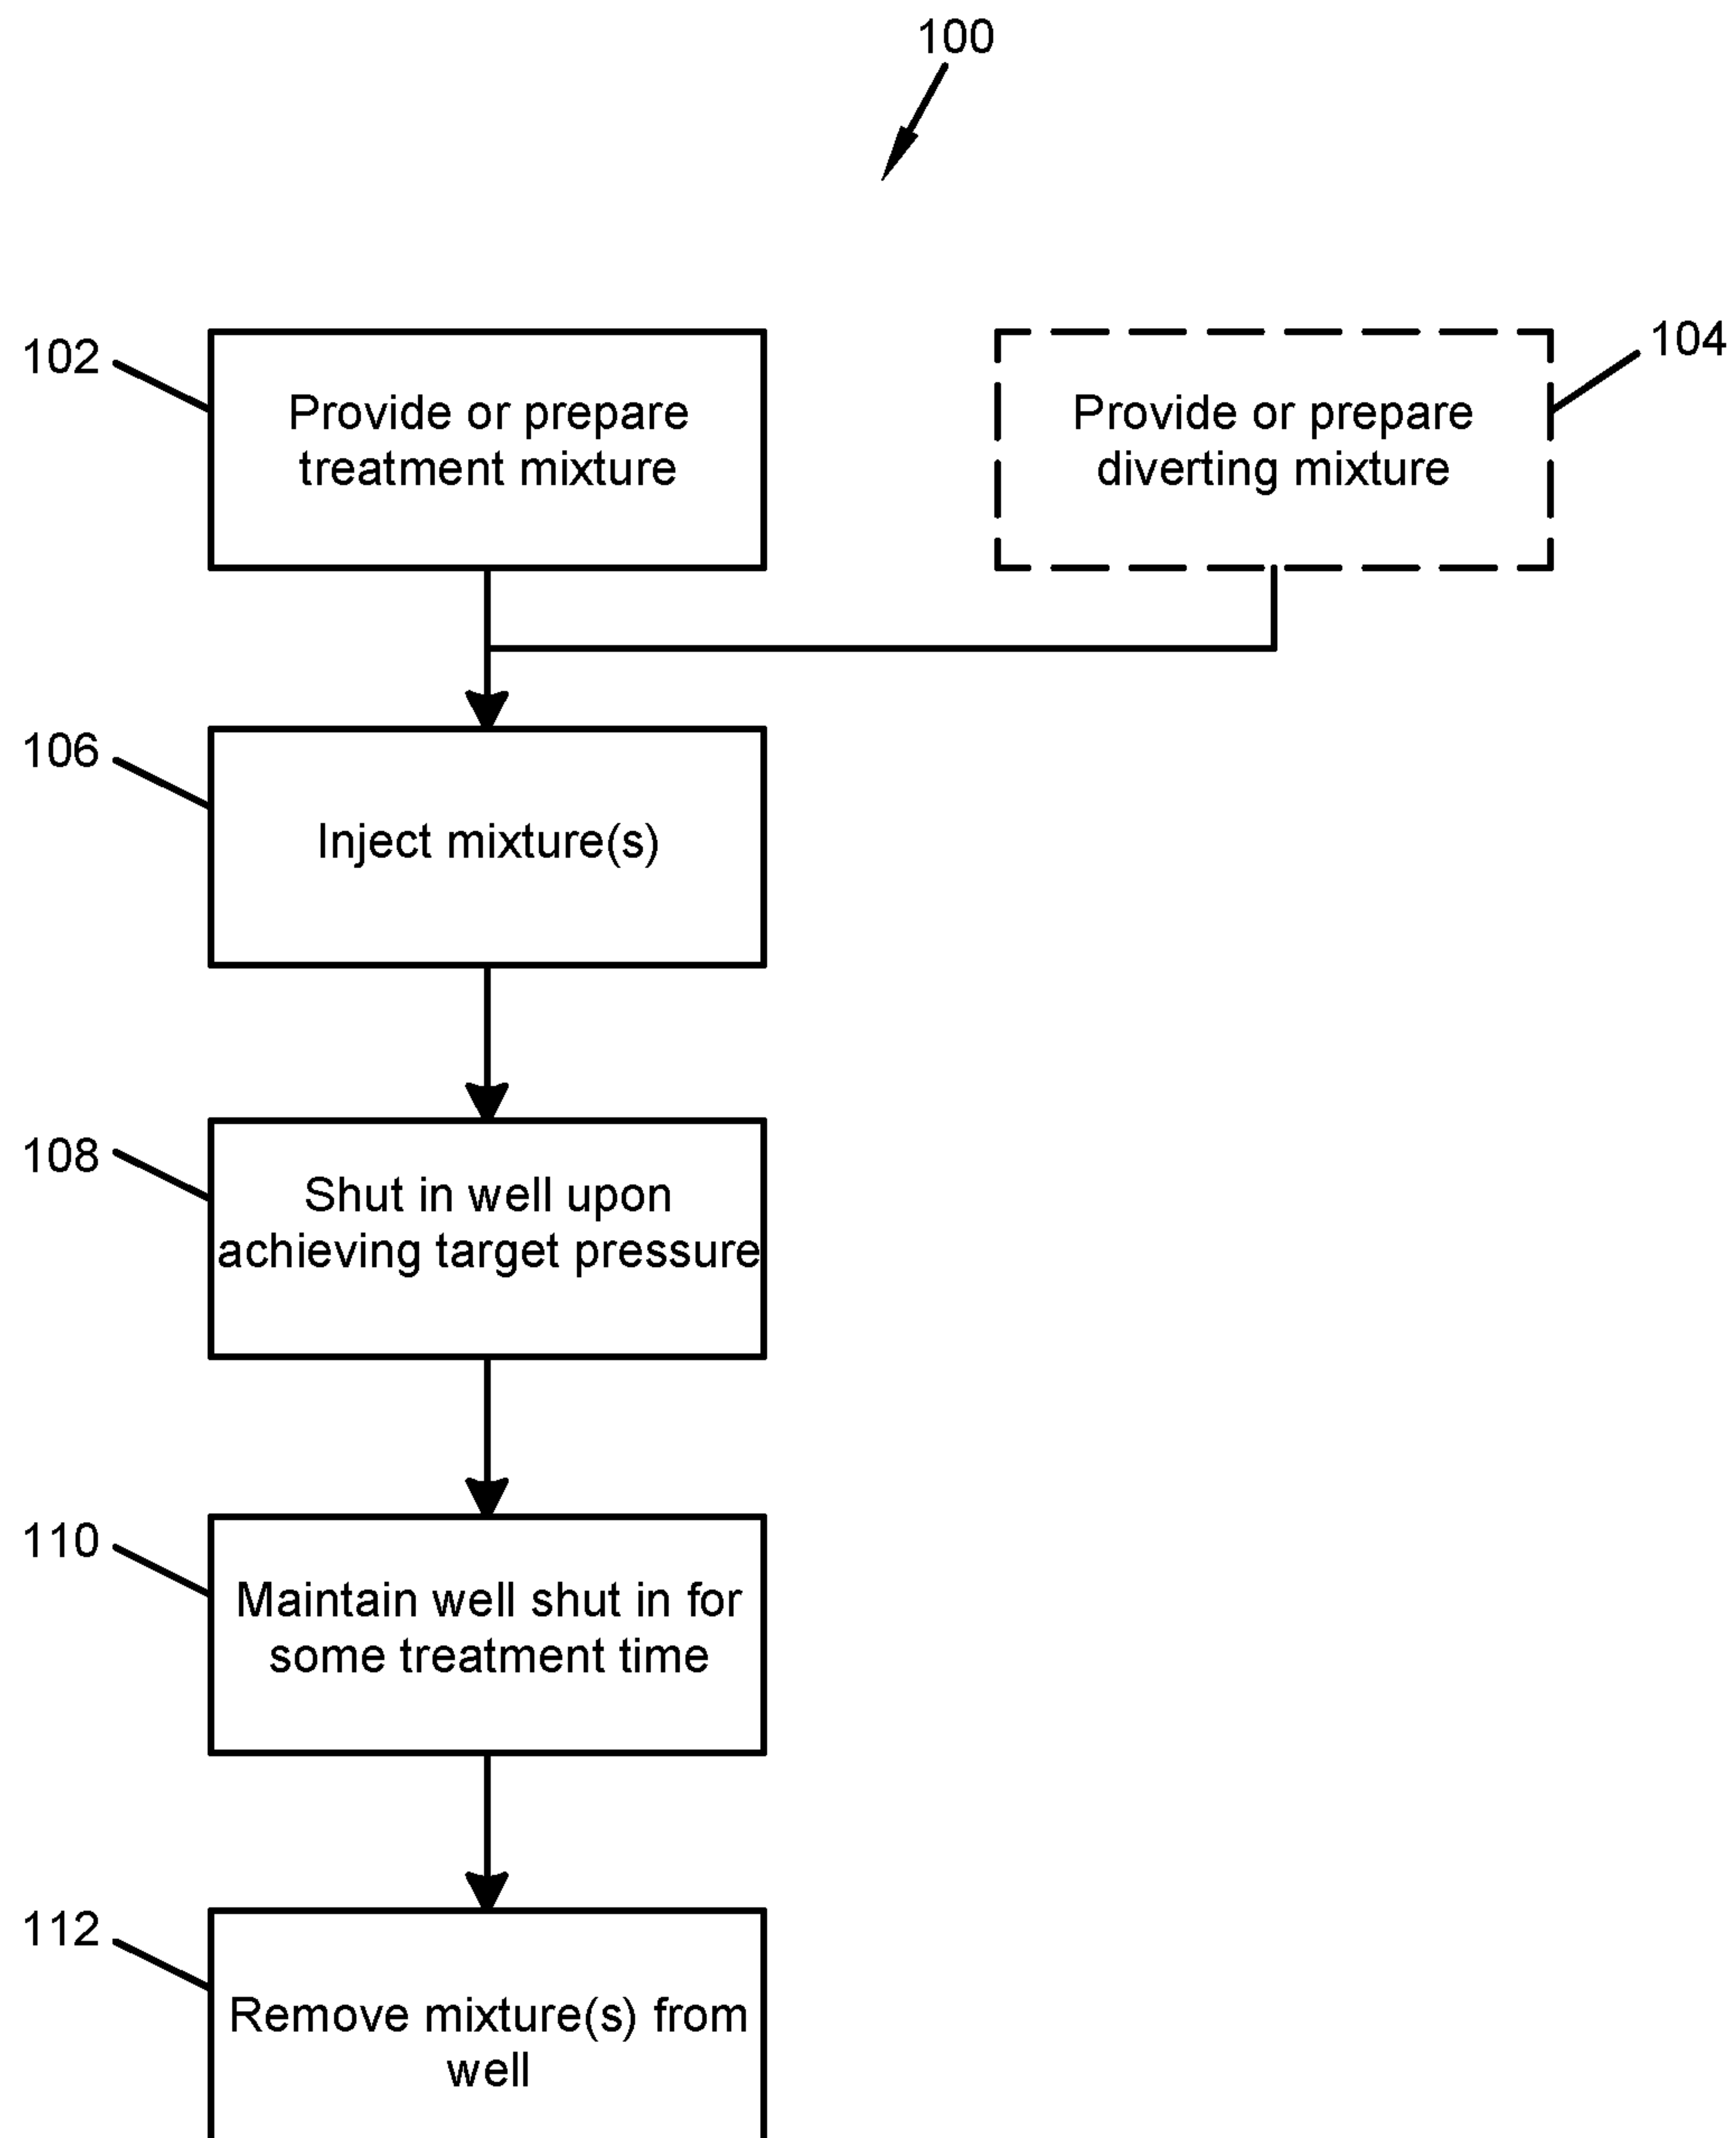 100
102
Provide or prepare
treatment mixture
Provide or prepare
diverting mixture
104
106
Inject mixture(s)
108
Shut in well upon
achieving target pressure
110
Maintain well shut in for
some treatment time
112
Remove mixture(s) from
well